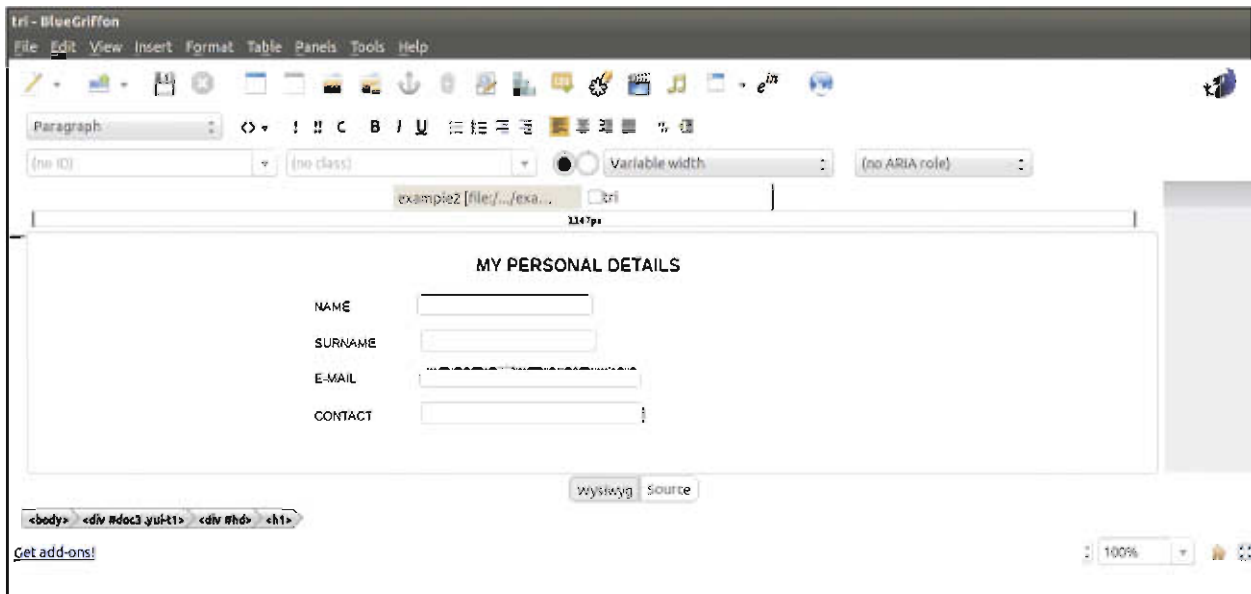 tri - BlueGriffon
File Edit View Insert Format Table Panels Tools Help
Paragraph <> ! !! C B I U
(no ID) (no class) Variable width (no ARIA role)
example2 [file:/.../exa... tri
1147px
MY PERSONAL DETAILS
NAME
SURNAME
E-MAIL
CONTACT
Wysiwyg Source
<body> <div #doc3 .yui-t1> <div #hd> <h1>
Get add-ons! 100%